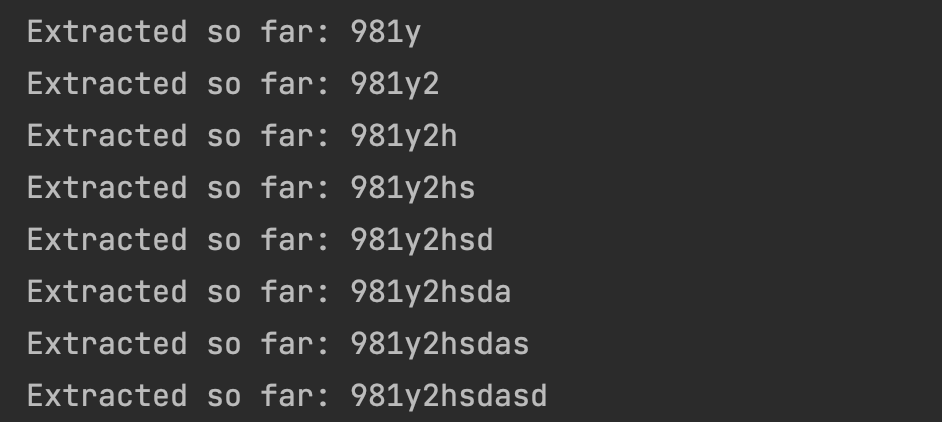 Extracted so far: 981y
Extracted so far: 981y2
Extracted so far: 981y2h
Extracted so far: 981y2hs
Extracted so far: 981y2hsd
Extracted so far: 981y2hsda
Extracted so far: 981y2hsdas
Extracted so far: 981y2hsdasd